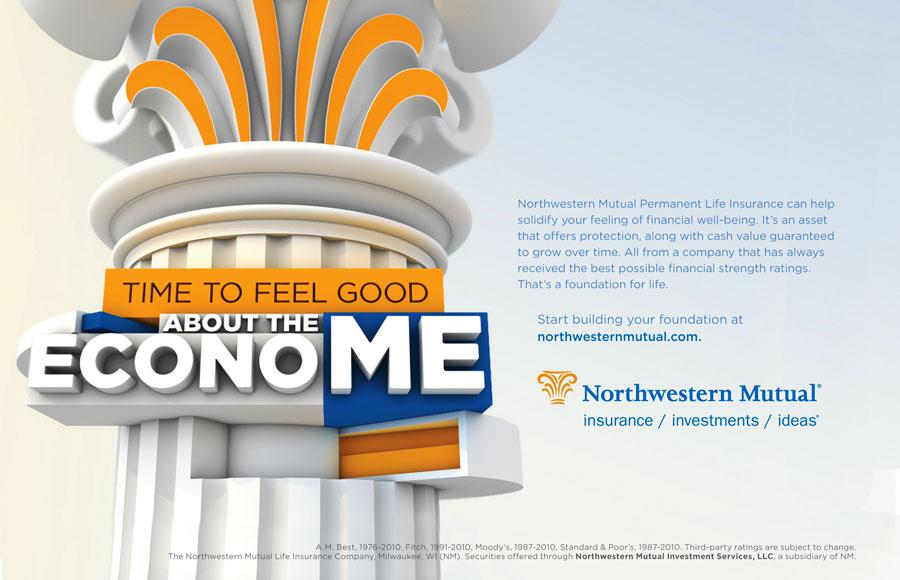 TIME TO FEEL GOOD
ABOUT THE
ECONOME
Northwestern Mutual Permanent Life Insurance can help
solidify your feeling of financial well-being. It's an asset
that offers protection, along with cash value guaranteed
to grow over time. All from a company that has always
received the best possible financial strength ratings.
That's a foundation for life.
Start building your foundation at
northwesternmutual.com.
Northwestern Mutual®
insurance / investments / ideas®
A.M. Best, 1976-2010, Fitch, 1991-2010, Moody's, 1987-2010, Standard & Poor's, 1987-2010. Third-party ratings are subject to change.
The Northwestern Mutual Life Insurance Company, Milwaukee, WI (NM). Securities offered through Northwestern Mutual Investment Services, LLC, a subsidiary of NM.